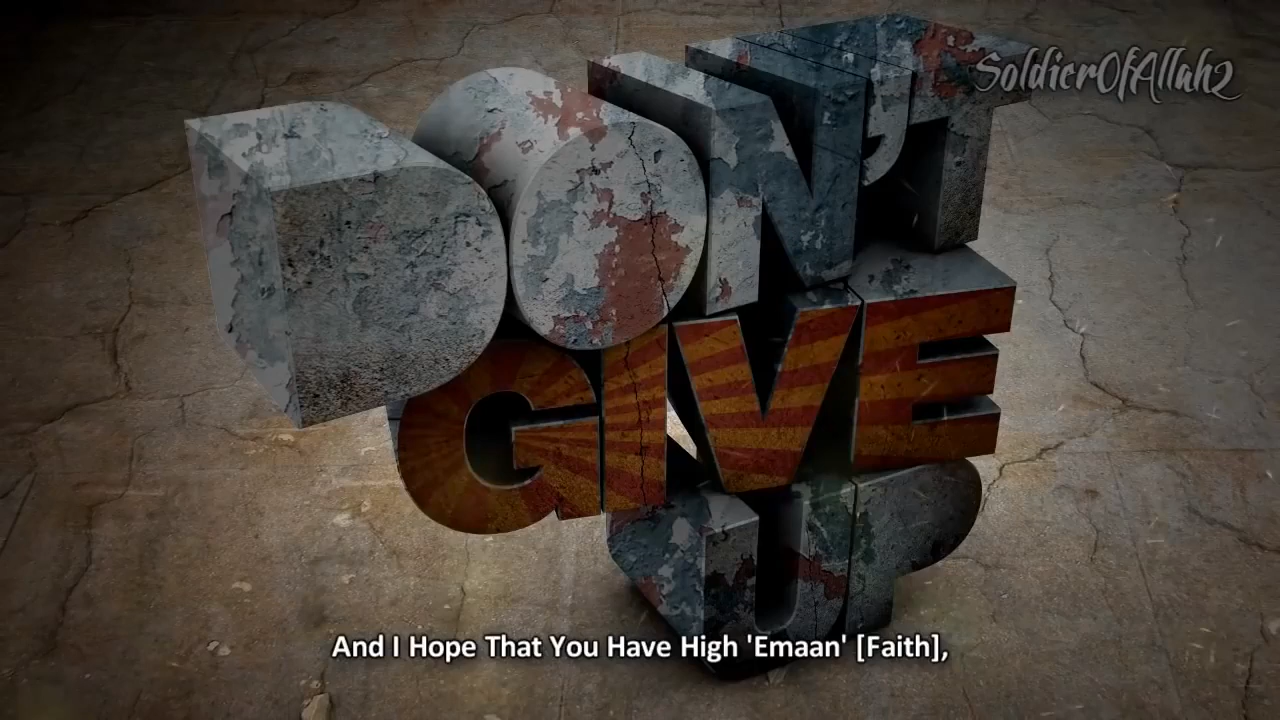 SoldierOfAllah2
DON'T
GIVE
UP
And I Hope That You Have High 'Emaan' [Faith],